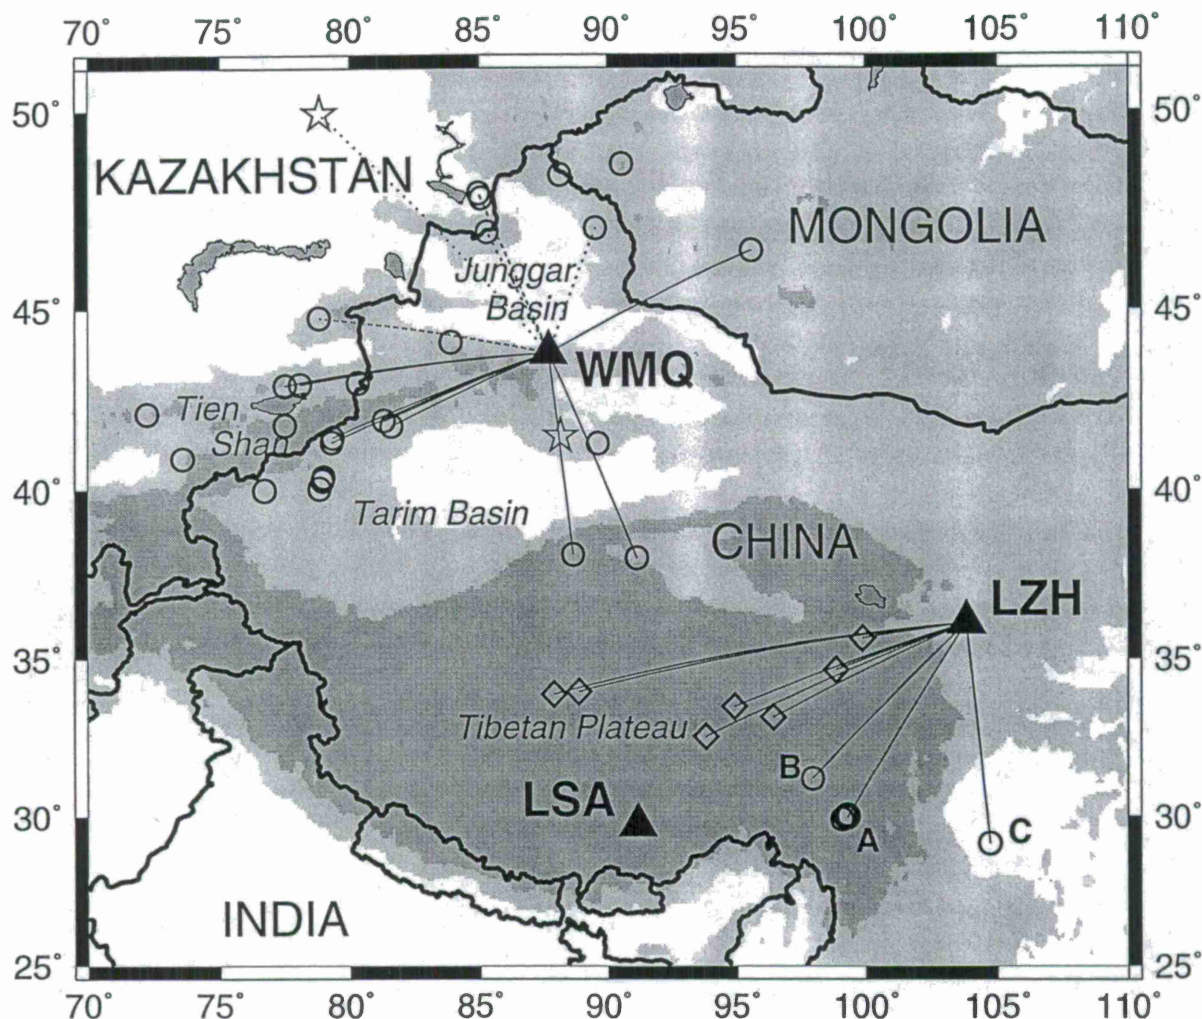 70° 75° 80° 85° 90° 95° 100° 105° 110°
50° 50°
KAZAKHSTAN
MONGOLIA
Junggar
Basin
45° 45°
WMQ
Tien
Shan
40° 40°
Tarim Basin
CHINA
LZH
35° 35°
Tibetan Plateau
B
LSA
30° 30°
A
C
INDIA
25° 25°
70° 75° 80° 85° 90° 95° 100° 105° 110°